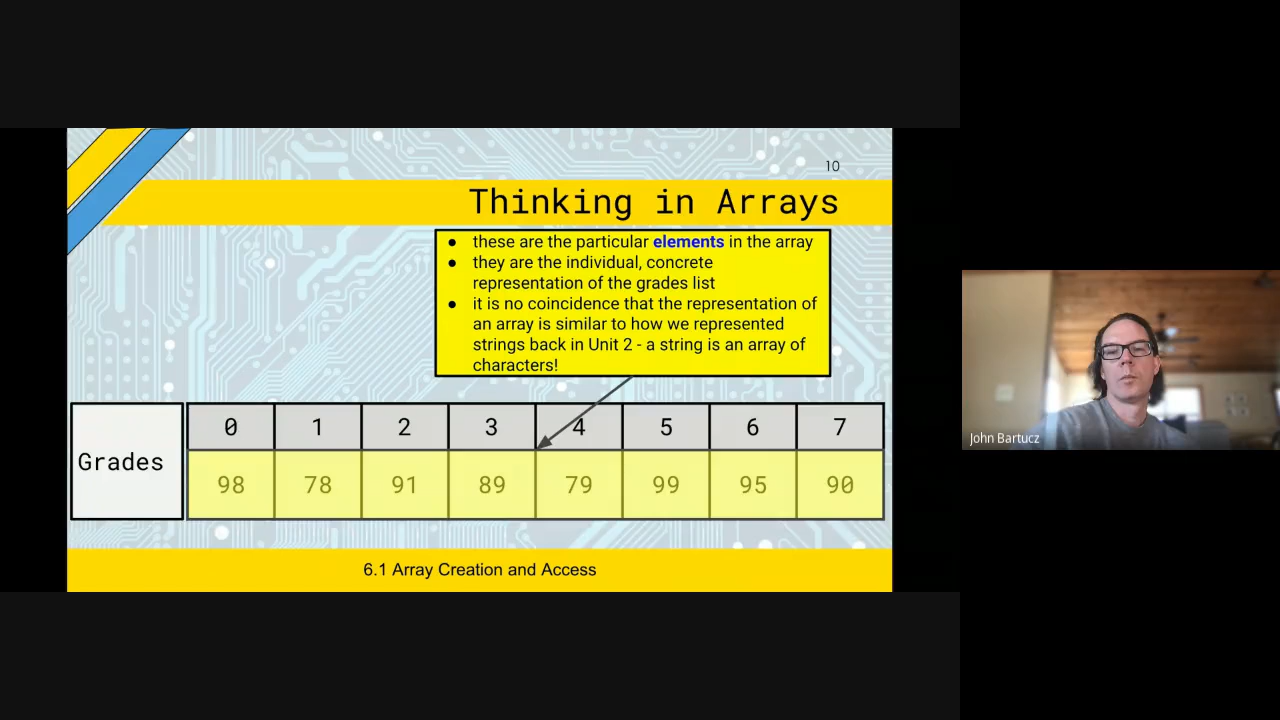 10
Thinking in Arrays
● these are the particular elements in the array
● they are the individual, concrete
representation of the grades list
● it is no coincidence that the representation of
an array is similar to how we represented
strings back in Unit 2 - a string is an array of
characters!
Grades
0 1 2 3 4 5 6 7
98 78 91 89 79 99 95 90
6.1 Array Creation and Access
John Bartucz